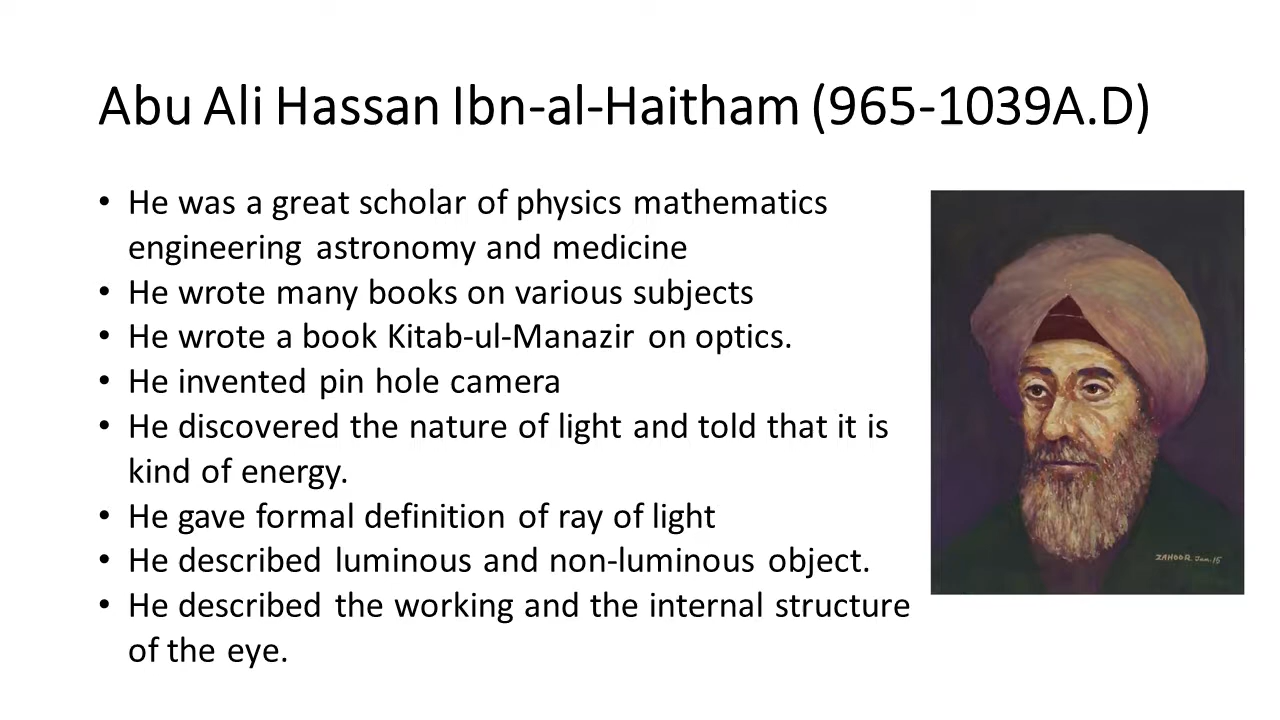 Abu Ali Hassan Ibn-al-Haitham (965-1039A.D)
• He was a great scholar of physics mathematics
engineering astronomy and medicine
• He wrote many books on various subjects
• He wrote a book Kitab-ul-Manazir on optics.
• He invented pin hole camera
• He discovered the nature of light and told that it is
kind of energy.
• He gave formal definition of ray of light
• He described luminous and non-luminous object.
• He described the working and the internal structure
of the eye.
ZAHOOR Jan.15